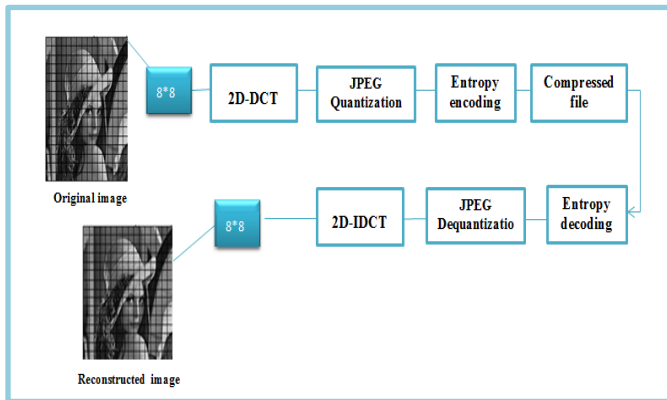 8*8
2D-DCT
JPEG
Quantization
Entropy
encoding
Compressed
file
Original image
8*8
2D-IDCT
JPEG
Dequantizatio
Entropy
decoding
Reconstructed image